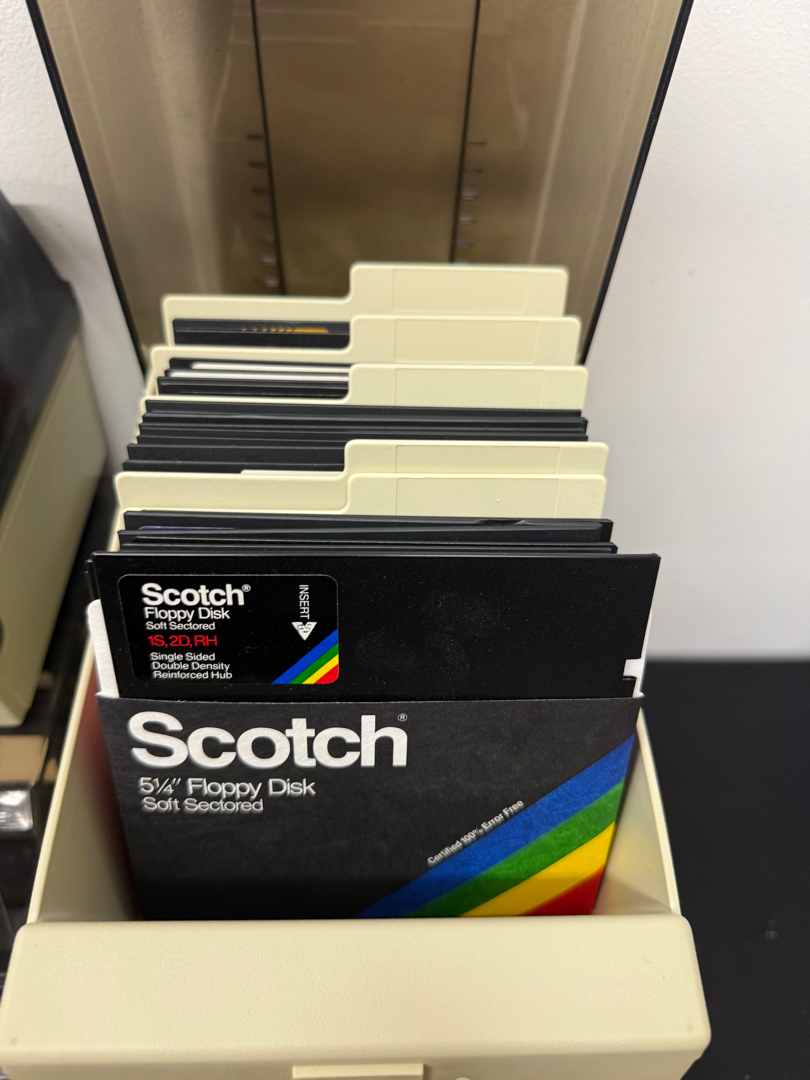 Scotch®
Floppy Disk
Soft Sectored
1S, 2D, RH
Single Sided
Double Density
Reinforced Hub
INSERT
Scotch®
5¼" Floppy Disk
Soft Sectored
Certified 100% Error Free